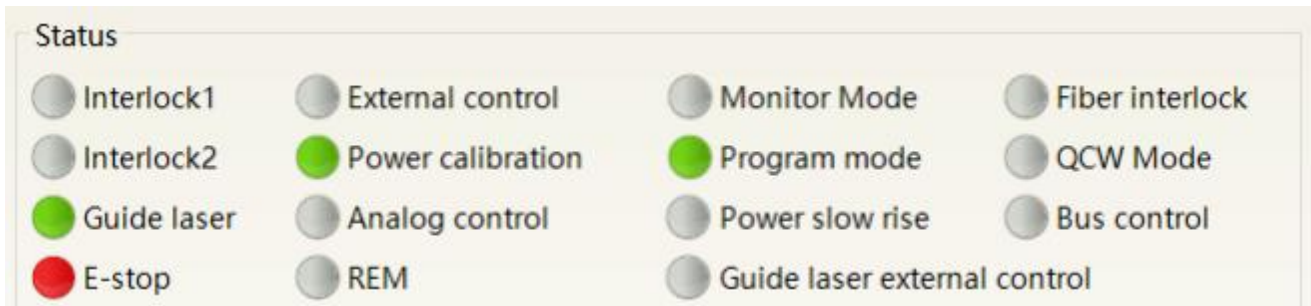 Status
Interlock1 External control Monitor Mode Fiber interlock
Interlock2 Power calibration Program mode QCW Mode
Guide laser Analog control Power slow rise Bus control
E-stop REM Guide laser external control